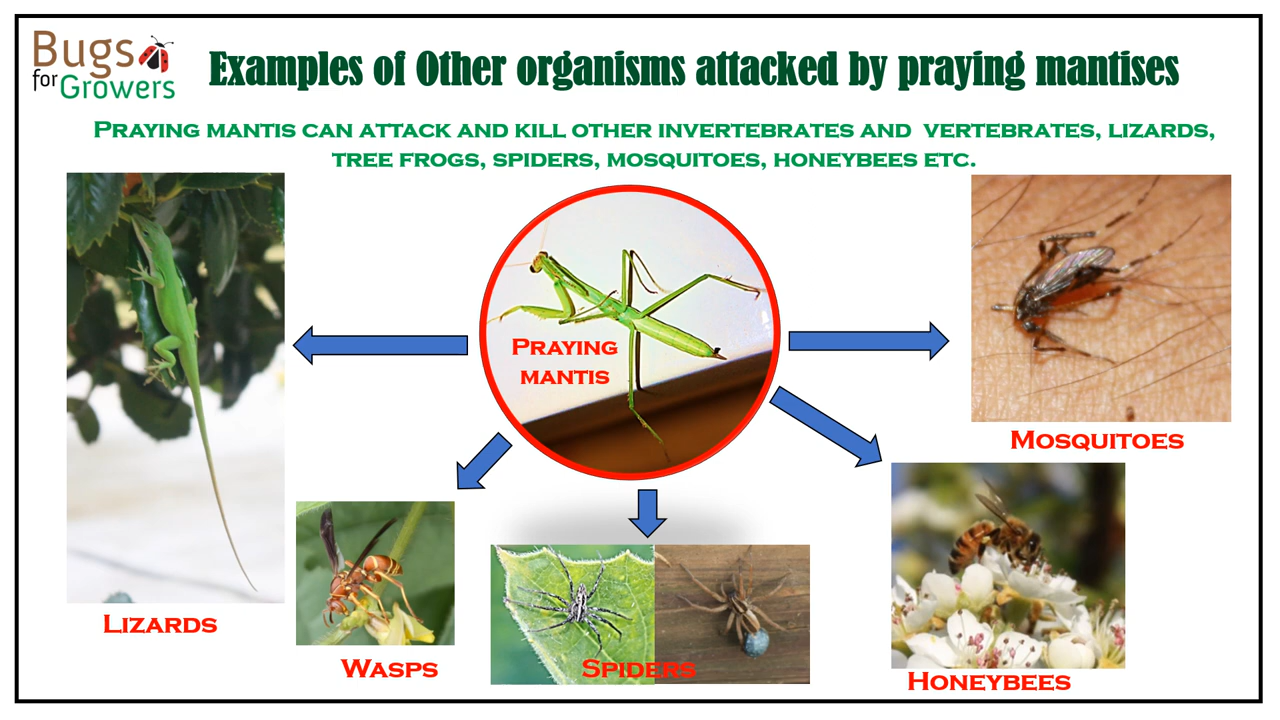 Bugs
for Growers
Examples of Other organisms attacked by praying mantises
Praying mantis can attack and kill other invertebrates and vertebrates, lizards,
tree frogs, spiders, mosquitoes, honeybees etc.
Praying
mantis
Mosquitoes
Lizards
Wasps
Spiders
Honeybees